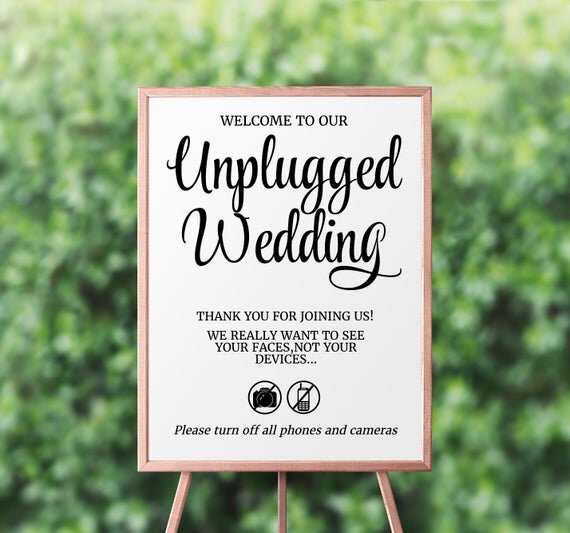 WELCOME TO OUR
Unplugged
Wedding
THANK YOU FOR JOINING US!
WE REALLY WANT TO SEE
YOUR FACES,NOT YOUR
DEVICES...
Please turn off all phones and cameras